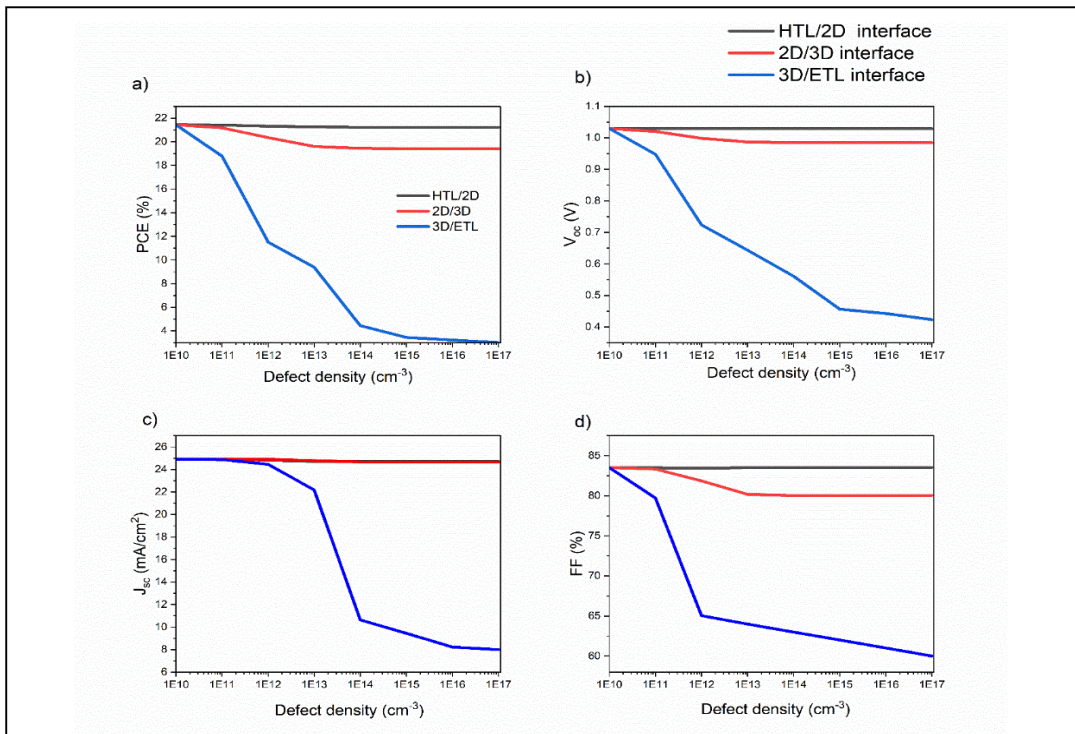 HTL/2D interface
2D/3D interface
3D/ETL interface
a)
22
20
18
16
14
12
10
8
6
4
PCE (%)
HTL/2D
2D/3D
3D/ETL
1E10 1E11 1E12 1E13 1E14 1E15 1E16 1E17
Defect density (cm⁻³)
b)
1.1
1.0
0.9
0.8
0.7
0.6
0.5
0.4
Voc (V)
1E10 1E11 1E12 1E13 1E14 1E15 1E16 1E17
Defect density (cm⁻³)
c)
26
24
22
20
18
16
14
12
10
8
6
Jsc (mA/cm²)
1E10 1E11 1E12 1E13 1E14 1E15 1E16 1E17
Defect density (cm⁻³)
d)
85
80
75
70
65
60
FF (%)
1E10 1E11 1E12 1E13 1E14 1E15 1E16 1E17
Defect density (cm⁻³)